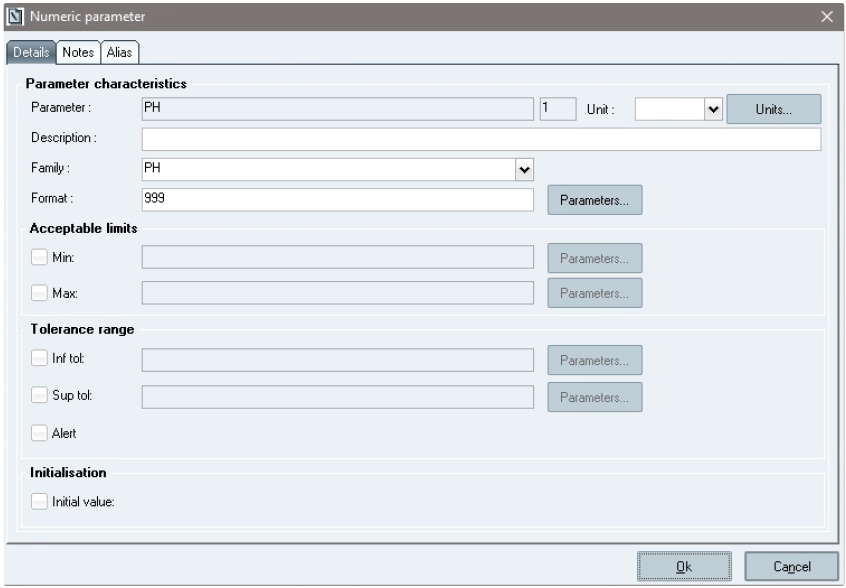 Numeric parameter
Details Notes Alias
Parameter characteristics
Parameter : PH 1 Unit : Units...
Description :
Family : PH
Format : 999 Parameters...
Acceptable limits
Min: Parameters...
Max: Parameters...
Tolerance range
Inf tol: Parameters...
Sup tol: Parameters...
Alert
Initialisation
Initial value:
Ok Cancel